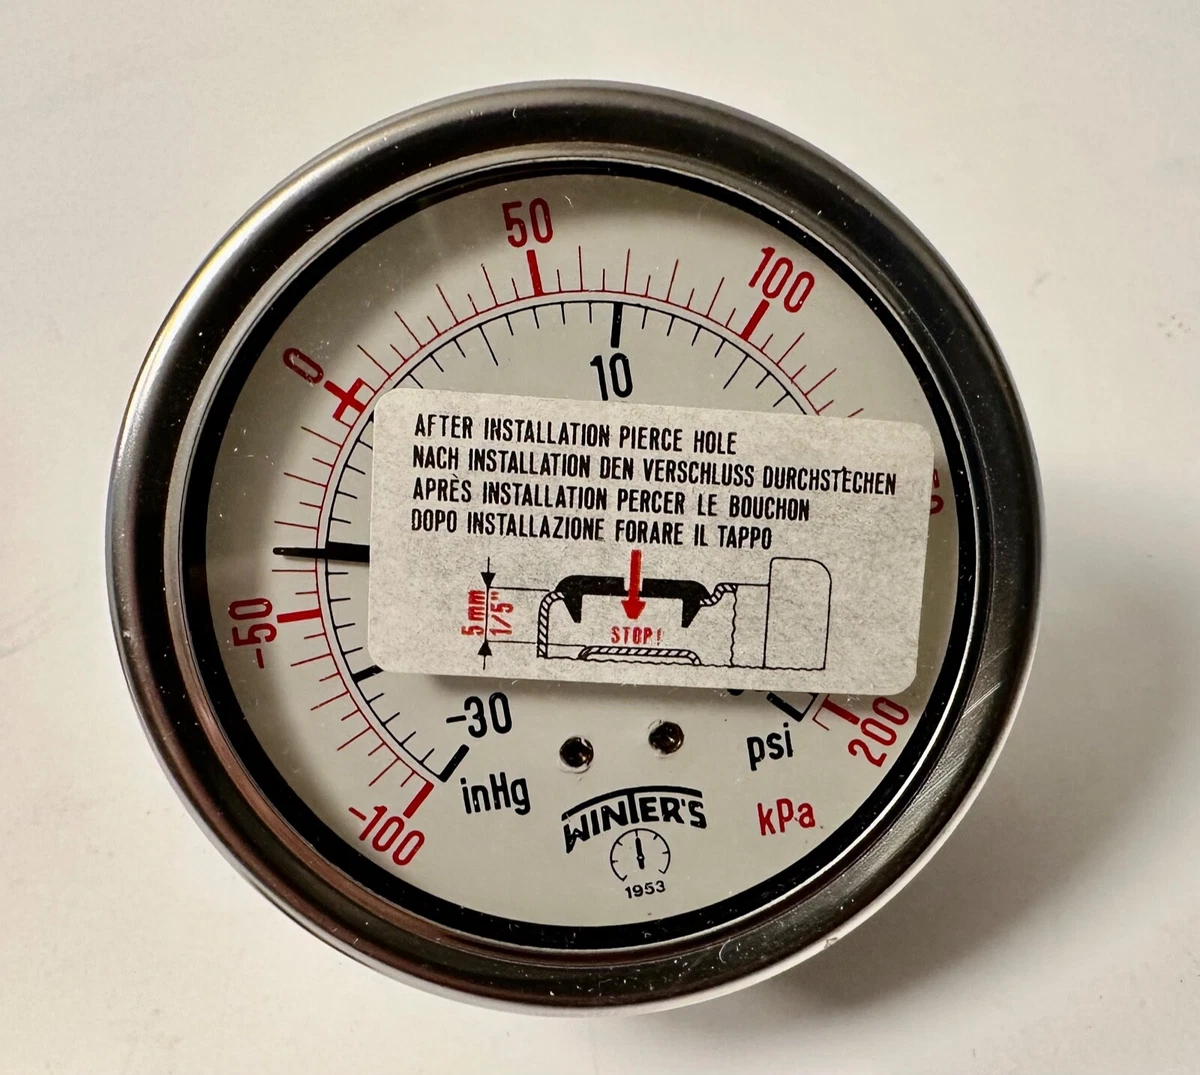 50
100
0
10
AFTER INSTALLATION PIERCE HOLE
NACH INSTALLATION DEN VERSCHLUSS DURCHSTECHEN
APRÈS INSTALLATION PERCER LE BOUCHON
DOPO INSTALLAZIONE FORARE IL TAPPO
5 mm
1/5"
STOP!
-50
-30
200
psi
inHg
kPa
-100
WINTER'S
1953